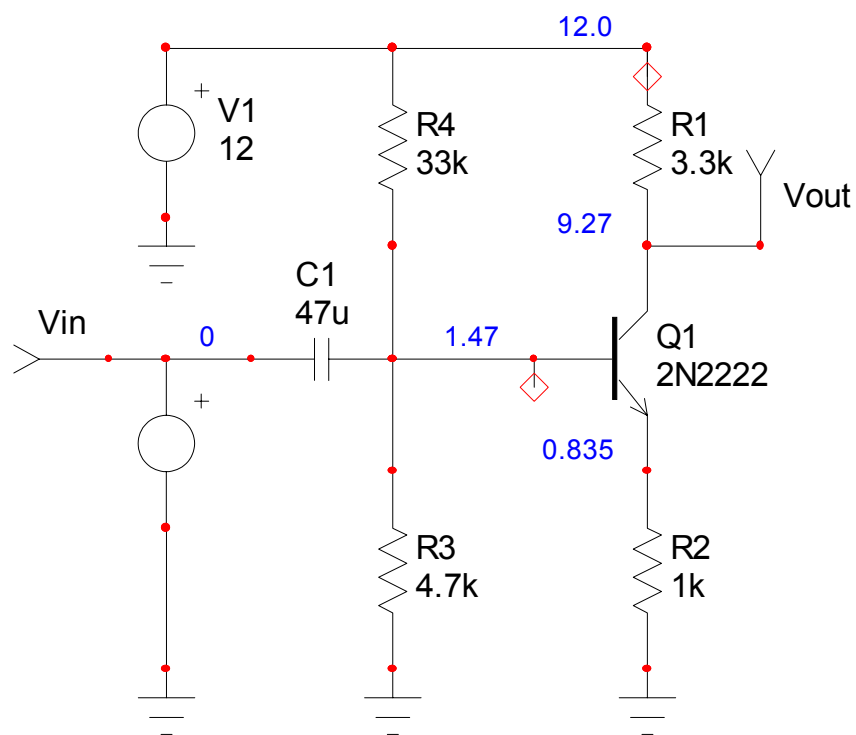 12.0
+
V1
12
R4
33k
R1
3.3k
Vout
9.27
C1
47u
Vin
0
1.47
Q1
2N2222
+
0.835
R3
4.7k
R2
1k